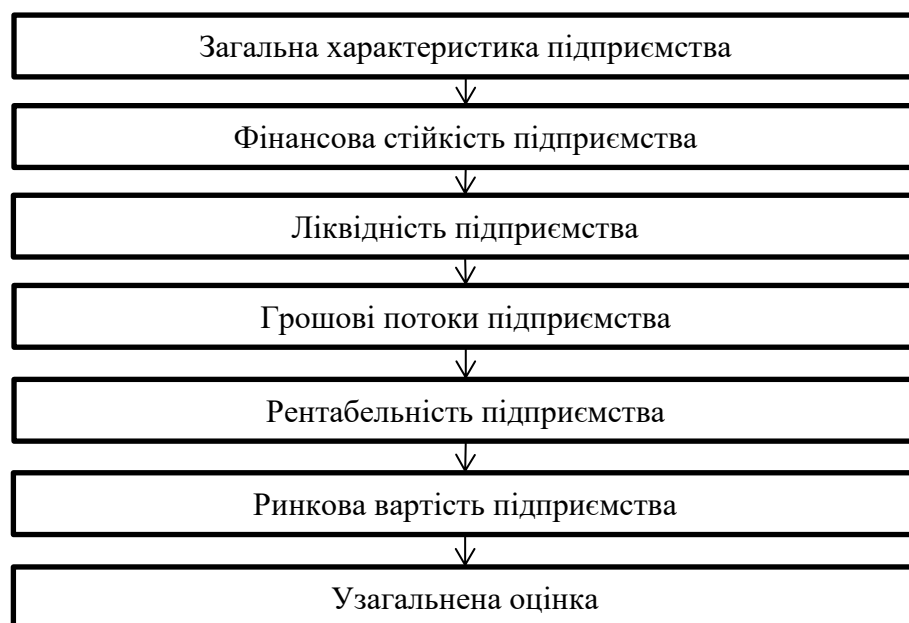 Загальна характеристика підприємства
Фінансова стійкість підприємства
Ліквідність підприємства
Грошові потоки підприємства
Рентабельність підприємства
Ринкова вартість підприємства
Узагальнена оцінка